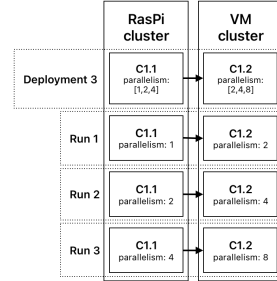 RasPi
cluster
VM
cluster
Deployment 3
C1.1
parallelism:
[1,2,4]
C1.2
parallelism:
[2,4,8]
Run 1
C1.1
parallelism: 1
C1.2
parallelism: 2
Run 2
C1.1
parallelism: 2
C1.2
parallelism: 4
Run 3
C1.1
parallelism: 4
C1.2
parallelism: 8